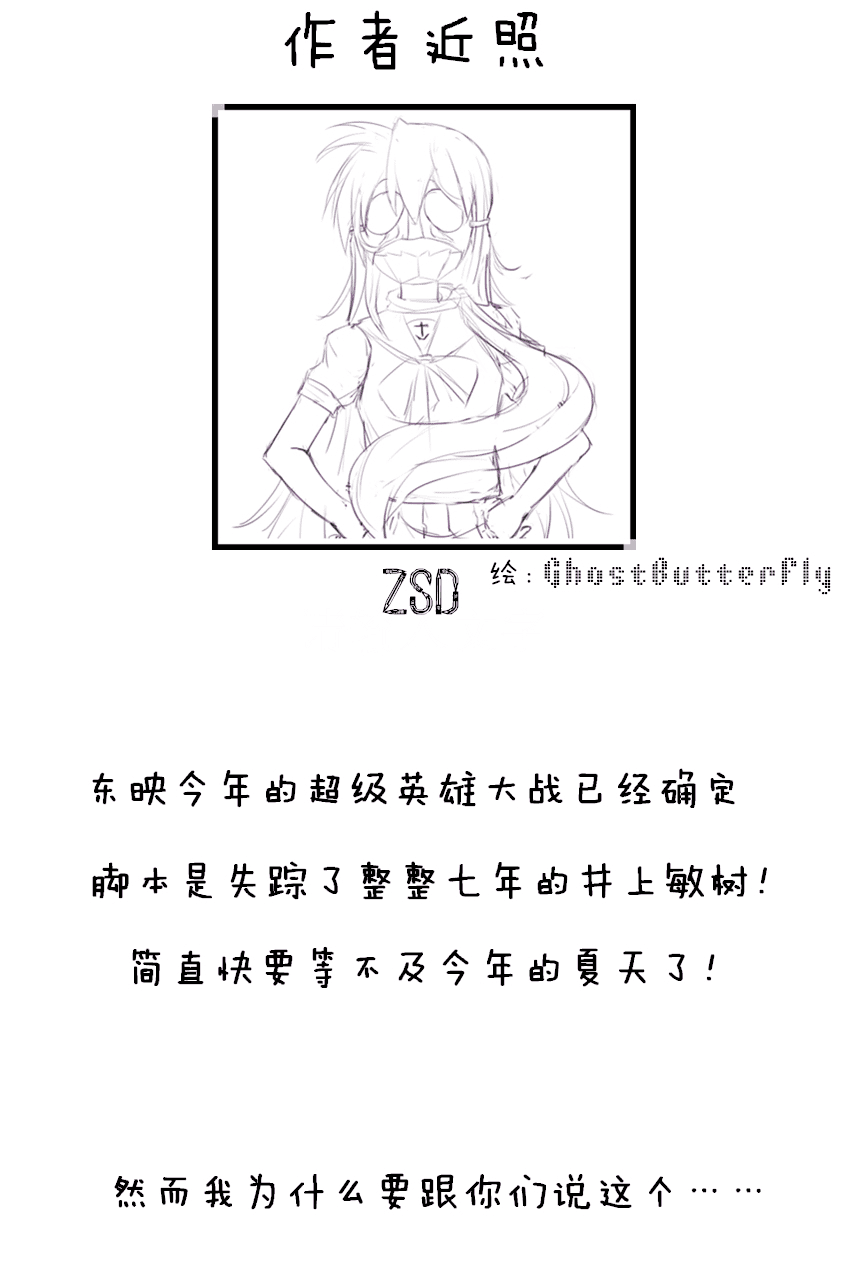 作者近照
ZSD
绘:GhostButterfly
东映今年的超级英雄大战已经确定
脚本是失踪了整整七年的井上敏树!
简直快要等不及今年的夏天了!
然而我为什么要跟你们说这个……